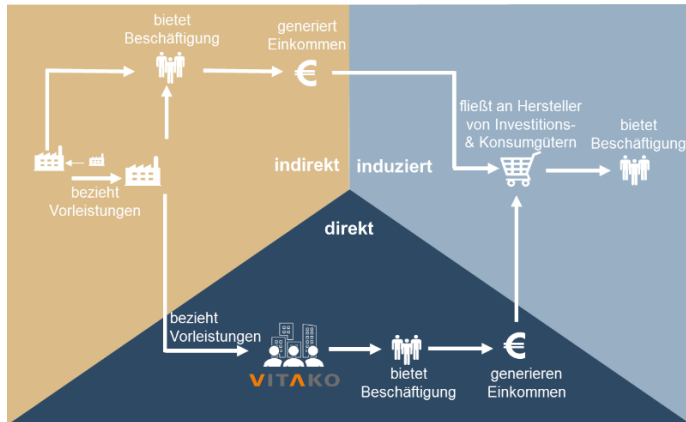 bietet
Beschäftigung
generiert
Einkommen
fließt an Hersteller
von Investitions-
& Konsumgütern
bietet
Beschäftigung
indirekt
induziert
bezieht
Vorleistungen
direkt
bezieht
Vorleistungen
VITAKO
bietet
Beschäftigung
generieren
Einkommen